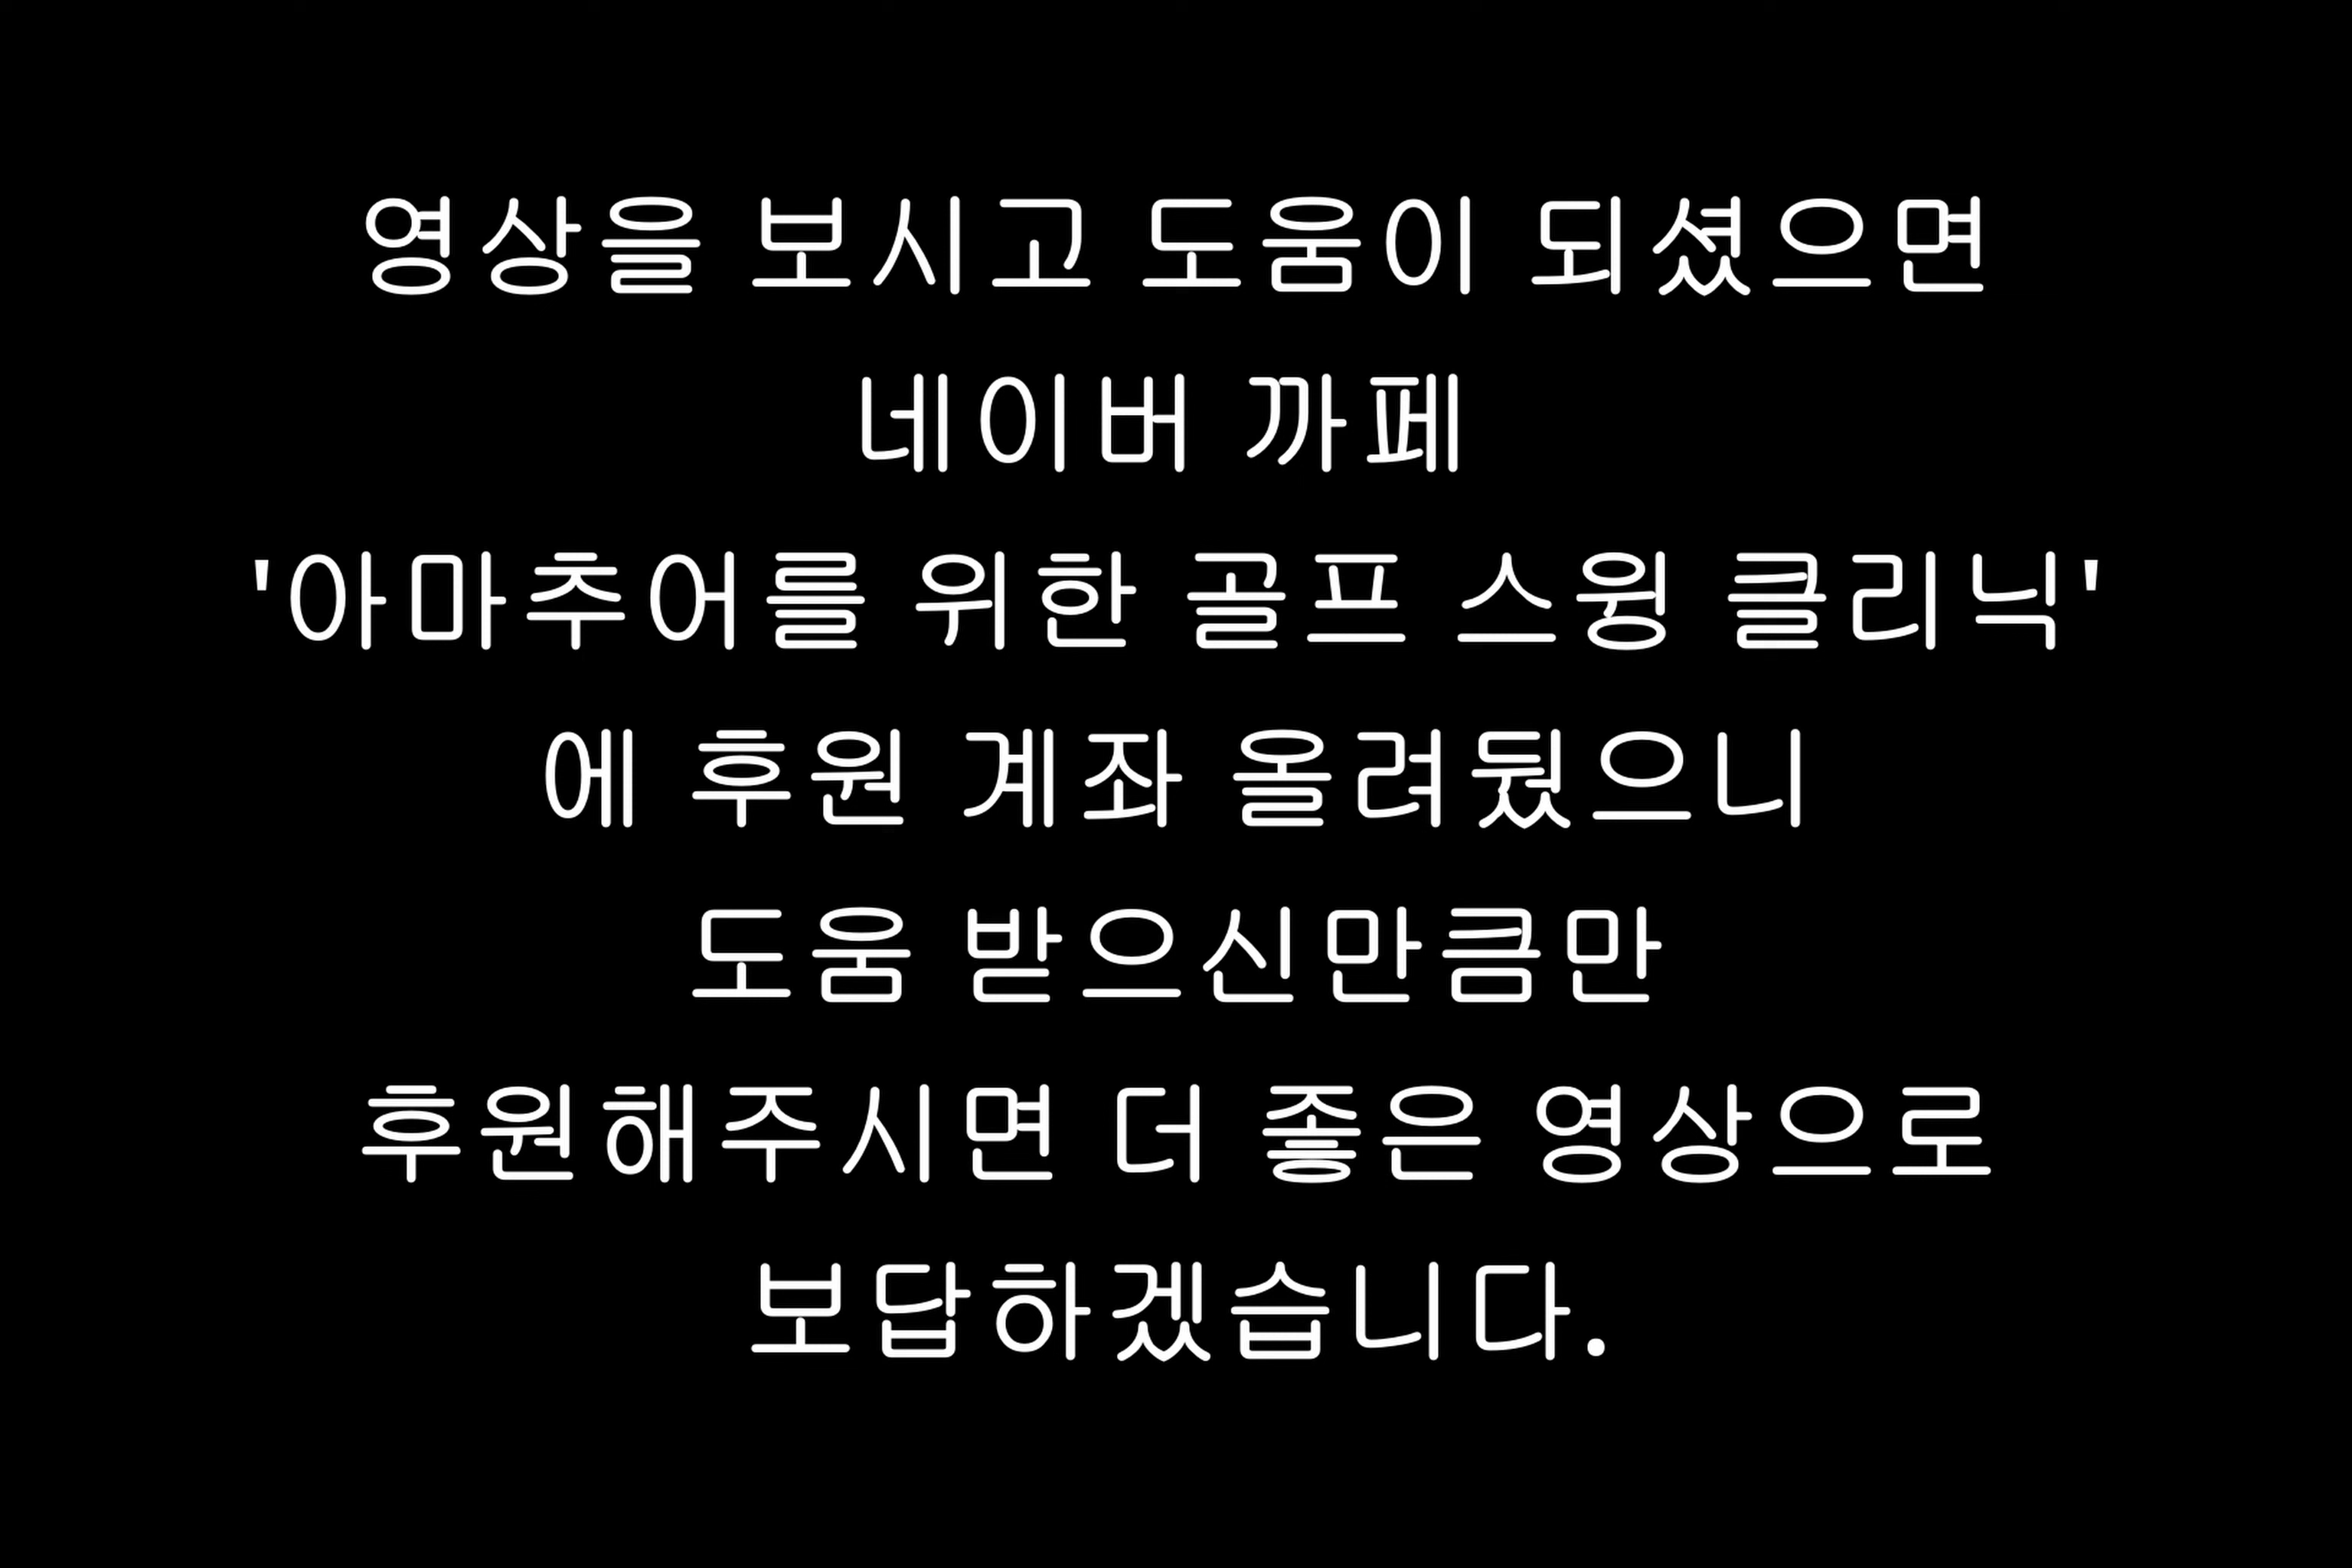 영상을 보시고 도움이 되셨으면
네이버 까페
'아마추어를 위한 골프 스윙 클리닉'
에 후원 계좌 올려뒀으니
도움 받으신만큼만
후원해주시면 더 좋은 영상으로
보답하겠습니다.